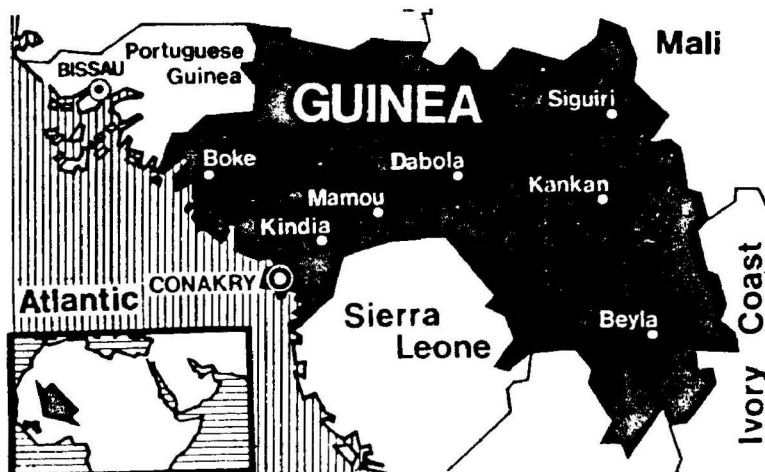 Mali
Portuguese
Guinea
BISSAU
GUINEA
Siguiri
Boke
Dabola
Kankan
Mamou
Kindia
CONAKRY
Atlantic
Sierra
Leone
Beyla
Ivory Coast